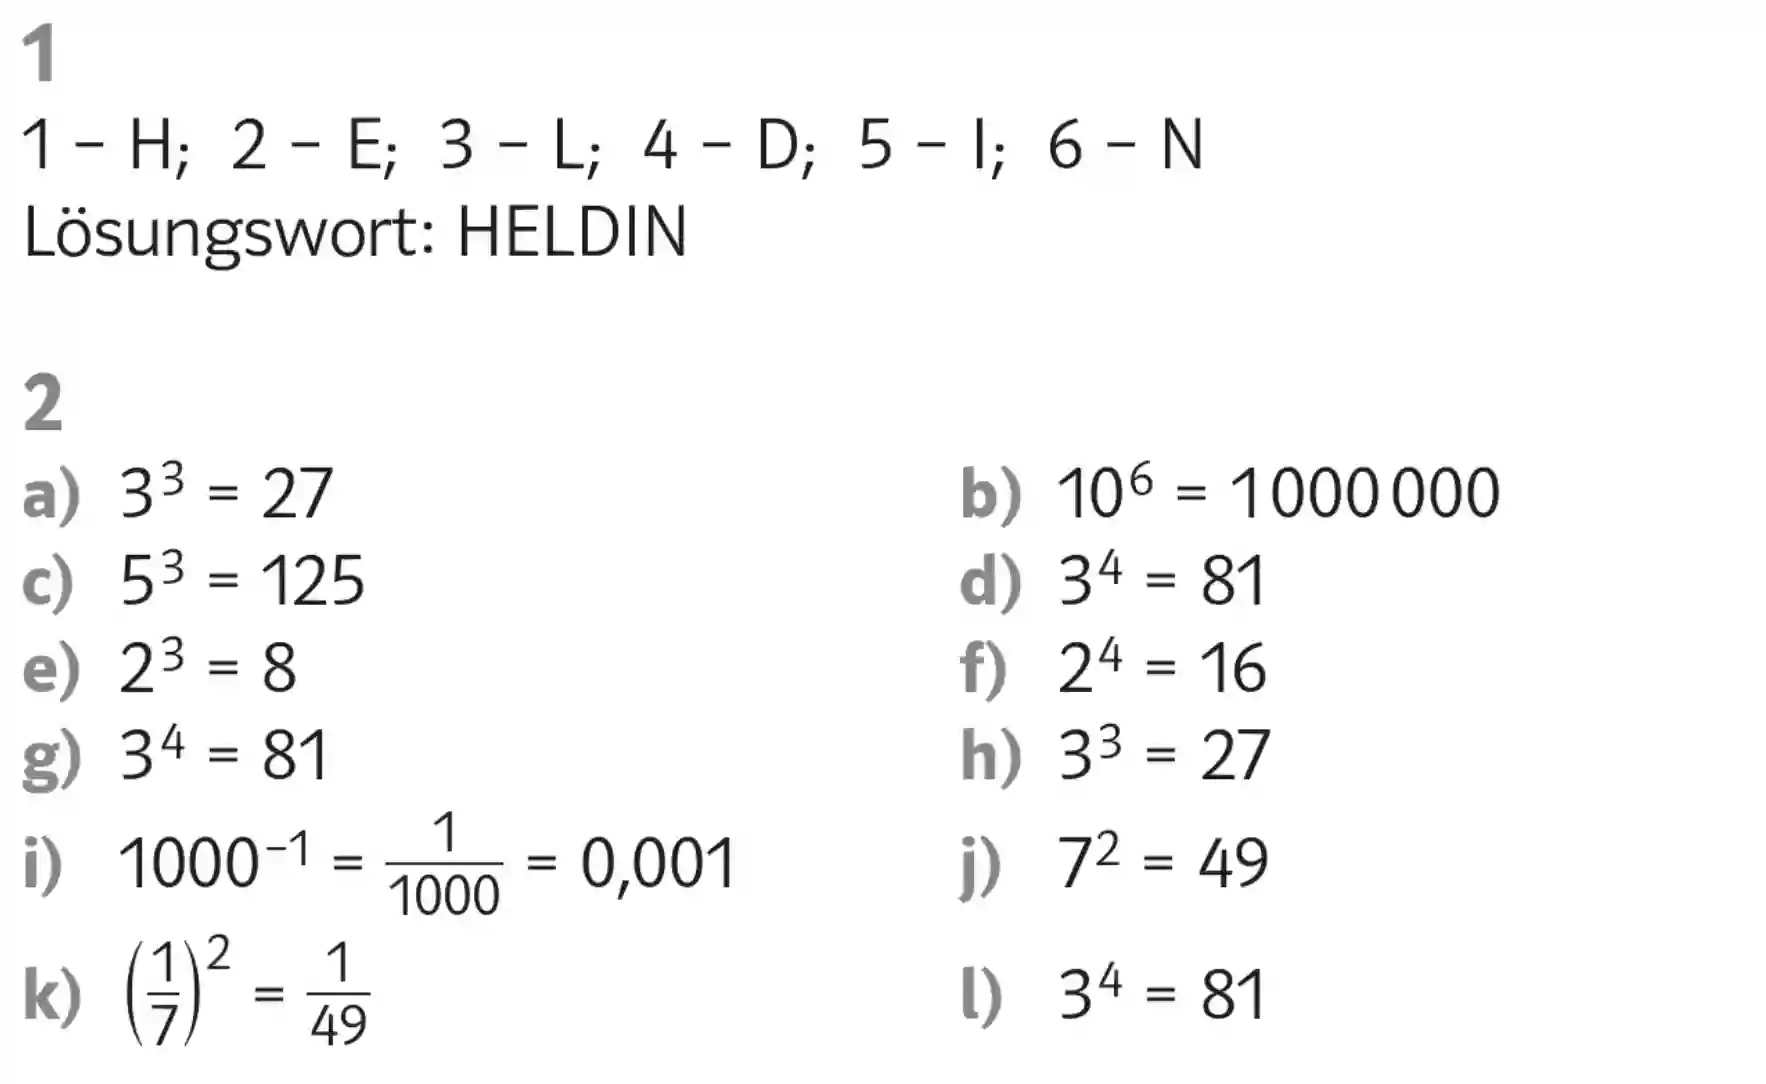 1
1 – H; 2 – E; 3 – L; 4 – D; 5 – I; 6 – N
Lösungswort: HELDIN
2
a) 3³ = 27 b) 10⁶ = 1 000 000
c) 5³ = 125 d) 3⁴ = 81
e) 2³ = 8 f) 2⁴ = 16
g) 3⁴ = 81 h) 3³ = 27
i) 1000⁻¹ = 1/1000 = 0,001 j) 7² = 49
k) (1/7)² = 1/49 l) 3⁴ = 81